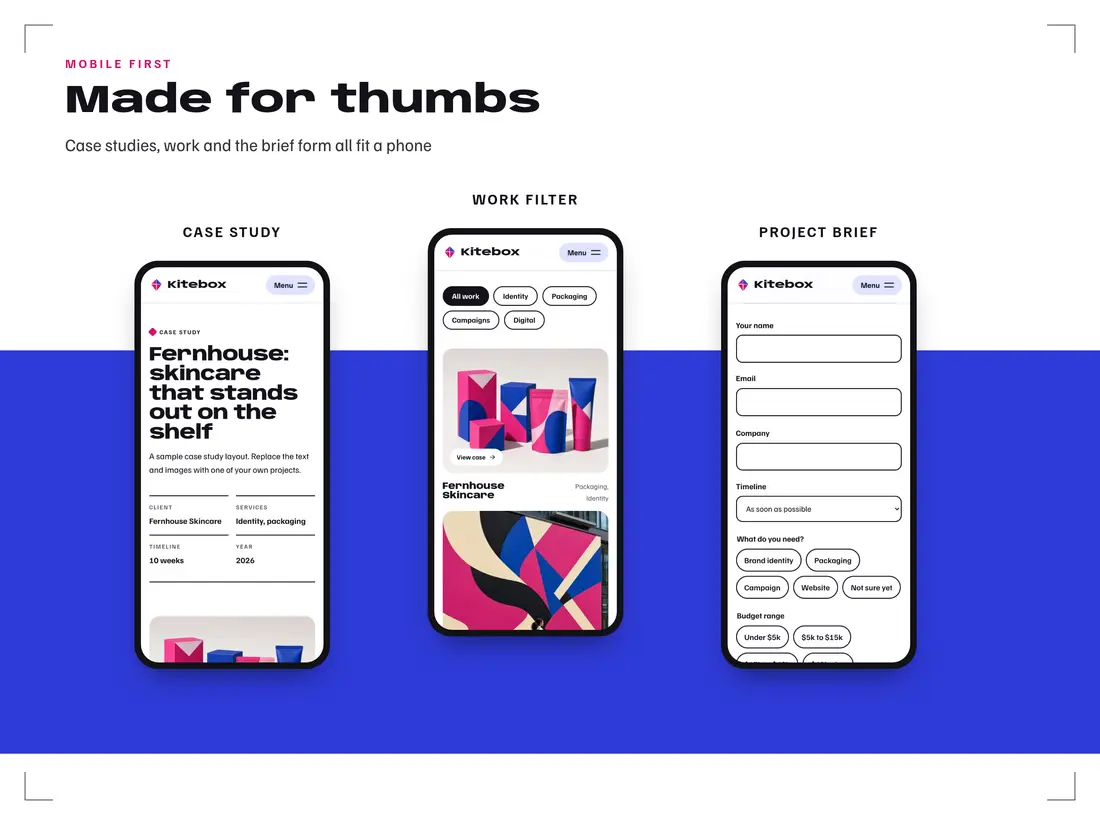 MOBILE FIRST
Made for thumbs
Case studies, work and the brief form all fit a phone
CASE STUDY
Kitebox
Menu
CASE STUDY
Fernhouse:
skincare
that stands
out on the
shelf
A sample case study layout. Replace the text
and images with one of your own projects.
CLIENT
SERVICES
Fernhouse Skincare
Identity, packaging
TIMELINE
YEAR
10 weeks
2026
WORK FILTER
Kitebox
Menu
All work
Identity
Packaging
Campaigns
Digital
View case →
Fernhouse
Skincare
Packaging,
Identity
PROJECT BRIEF
Kitebox
Menu
Your name
Email
Company
Timeline
As soon as possible
What do you need?
Brand identity
Packaging
Campaign
Website
Not sure yet
Budget range
Under $5k
$5k to $15k